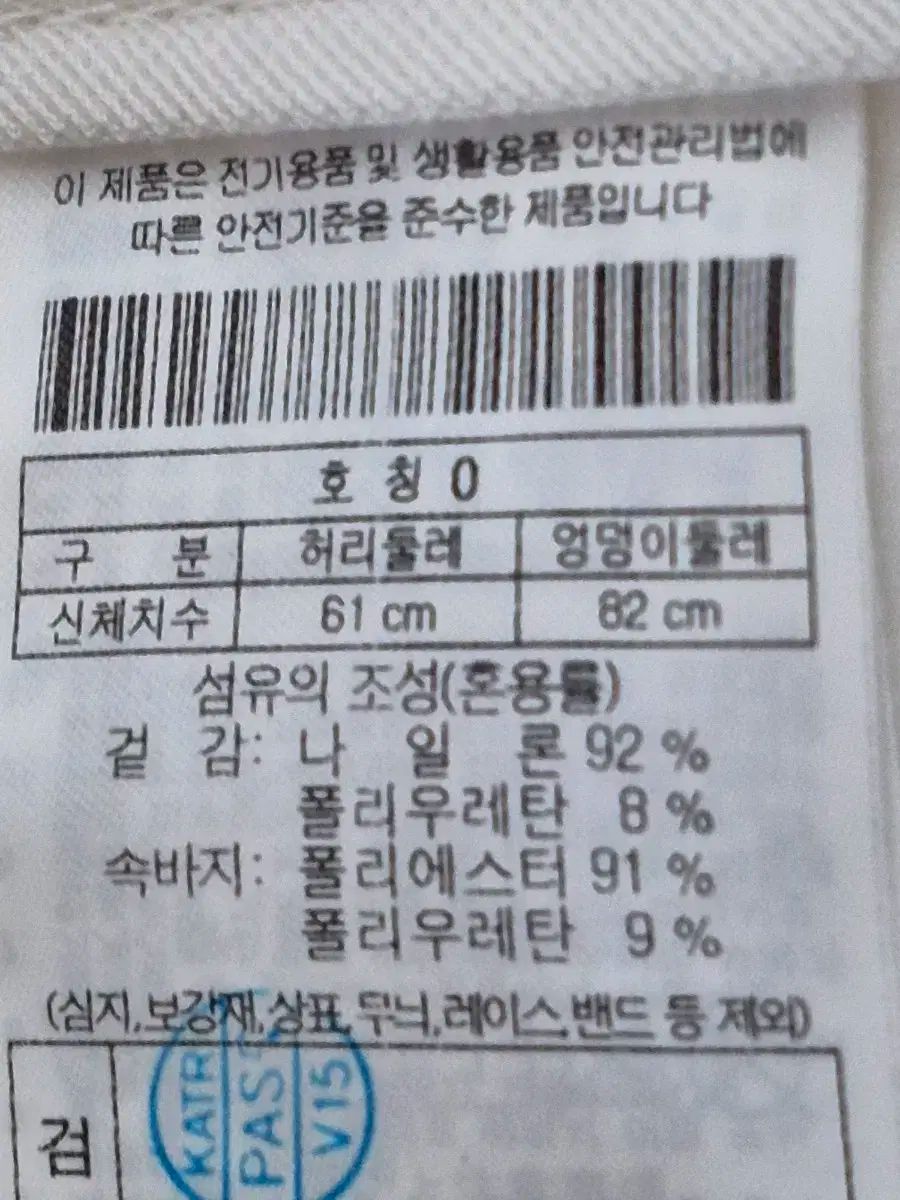 이 제품은 전기용품 및 생활용품 안전관리법에
따른 안전기준을 준수한 제품입니다
호 칭 0
구 분 허리둘레 엉덩이둘레
신체치수 61 cm 82 cm
섬유의 조성(혼용률)
겉 감: 나 일 론 92 %
폴리우레탄 8 %
속바지: 폴리에스터 91 %
폴리우레탄 9 %
(심지,보강재,상표,무늬,레이스,밴드 등 제외)
검
KATRI
PASS
V15